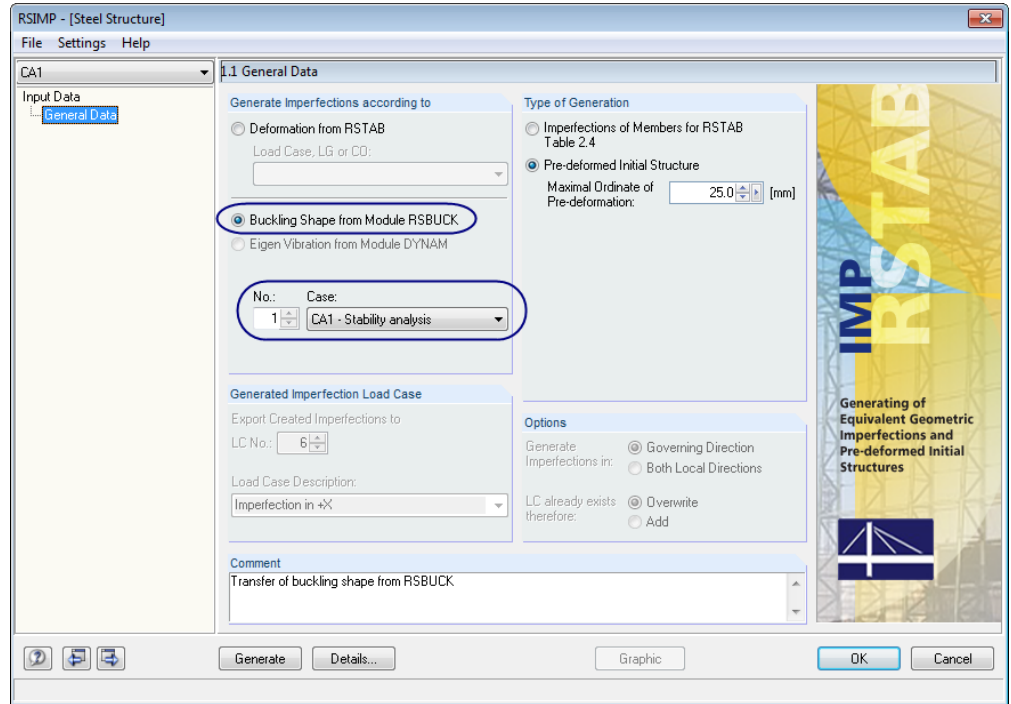 RSIMP - [Steel Structure]
File Settings Help
CA1
1.1 General Data
Input Data
General Data
Generate Imperfections according to
Deformation from RSTAB
Load Case, LG or CO:
Buckling Shape from Module RSBUCK
Eigen Vibration from Module DYNAM
No.: Case:
1 CA1 - Stability analysis
Type of Generation
Imperfections of Members for RSTAB
Table 2.4
Pre-deformed Initial Structure
Maximal Ordinate of
Pre-deformation:
25.0 [mm]
Generated Imperfection Load Case
Export Created Imperfections to
LC No.: 6
Load Case Description:
Imperfection in +X
Options
Generate
Imperfections in:
Governing Direction
Both Local Directions
LC already exists
therefore:
Overwrite
Add
Comment
Transfer of buckling shape from RSBUCK
RSTAB
IMP
Generating of
Equivalent Geometric
Imperfections and
Pre-deformed Initial
Structures
Generate Details... Graphic OK Cancel